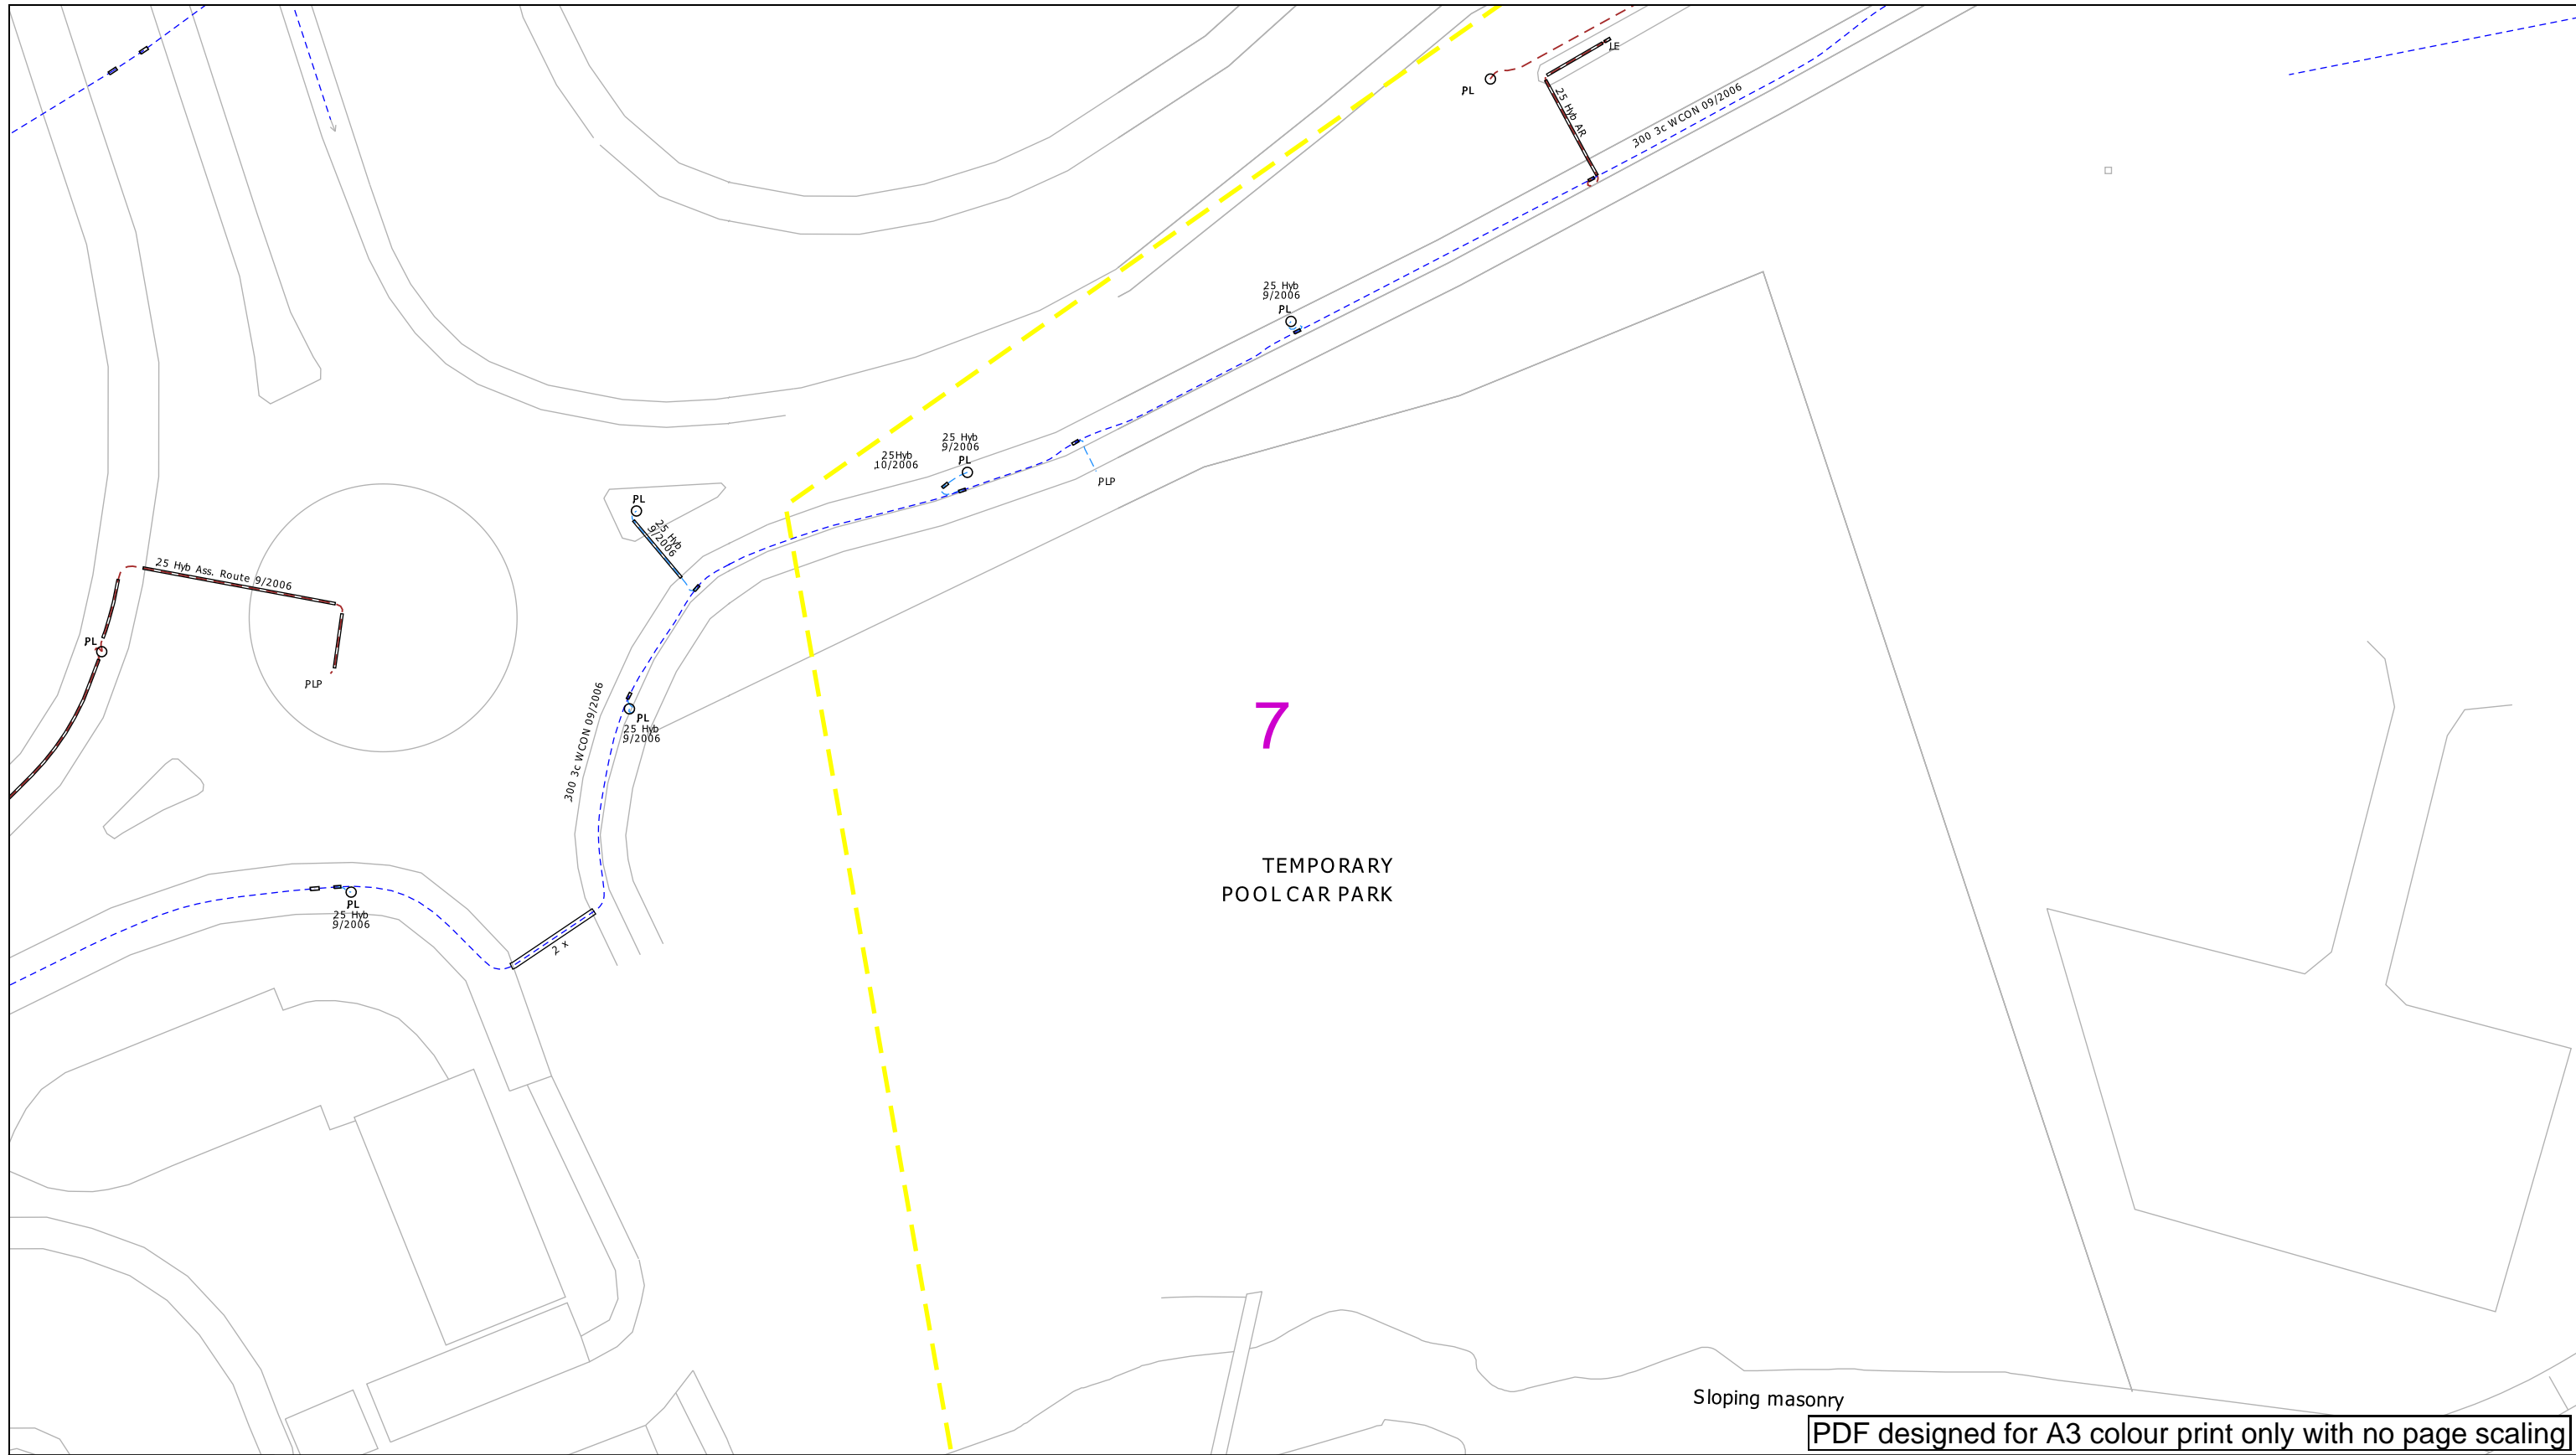 LE
PL
25 Hyb AR
300 3c WCON 09/2006
25 Hyb
9/2006
PL
25 Hyb
9/2006
PL
25Hyb
10/2006
PLP
PL
25 Hyb
9/2006
25 Hyb Ass. Route 9/2006
PL
PLP
300 3c WCON 09/2006
PL
25 Hyb
9/2006
7
TEMPORARY
POOL CAR PARK
PL
25 Hyb
9/2006
2 x
Sloping masonry
PDF designed for A3 colour print only with no page scaling